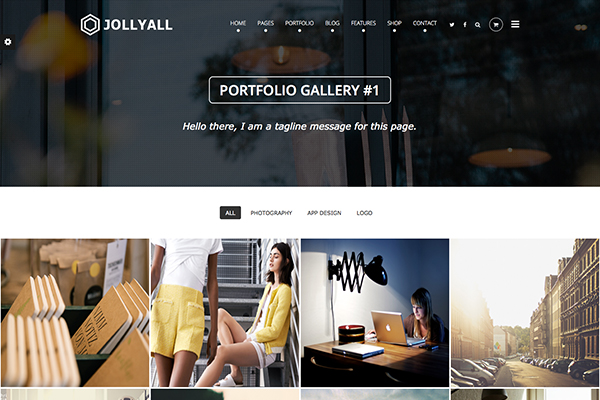 JOLLYALL
HOME PAGES PORTFOLIO BLOG FEATURES SHOP CONTACT
PORTFOLIO GALLERY #1
Hello there, I am a tagline message for this page.
ALL PHOTOGRAPHY APP DESIGN LOGO